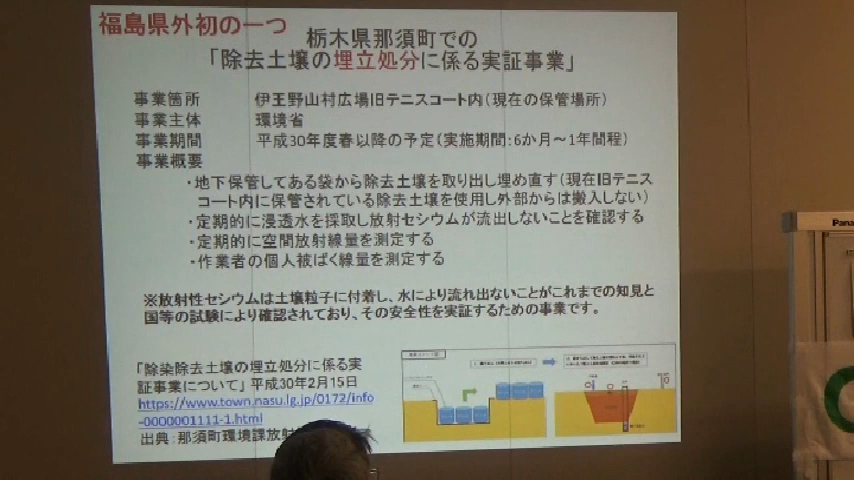 福島県外初の一つ
栃木県那須町での
「除去土壌の埋立処分に係る実証事業」
事業箇所 伊王野山村広場旧テニスコート内(現在の保管場所)
事業主体 環境省
事業期間 平成30年度春以降の予定(実施期間:6か月～1年間程)
事業概要
・地下保管してある袋から除去土壌を取り出し埋め直す(現在旧テニス
コート内に保管されている除去土壌を使用し外部からは搬入しない)
・定期的に浸透水を採取し放射セシウムが流出しないことを確認する
・定期的に空間放射線量を測定する
・作業者の個人被ばく線量を測定する
※放射性セシウムは土壌粒子に付着し、水により流れ出ないことがこれまでの知見と
国等の試験により確認されており、その安全性を実証するための事業です。
「除染除去土壌の埋立処分に係る実
証事業について」平成30年2月15日
https://www.town.nasu.lg.jp/0172/info
-0000001111-1.html
出典:那須町環境課放射
Pana